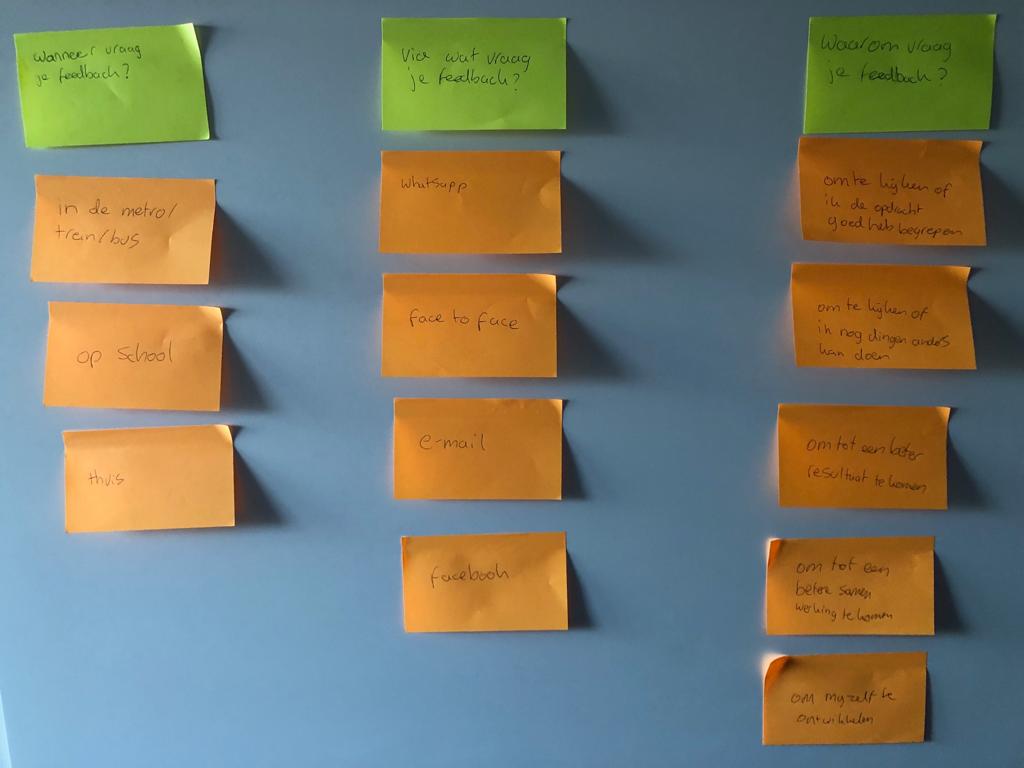 Wanneer vraag
je feedback?
in de metro/
trein/bus
op school
thuis
Via wat vraag
je feedback?
whatsapp
face to face
e-mail
facebook
Waarom vraag
je feedback?
om te kijken of
ik de opdracht
goed heb begrepen
om te kijken of
ik nog dingen anders
kan doen
om tot een beter
resultaat te komen
om tot een
betere samen
werking te komen
om mijzelf te
ontwikkelen